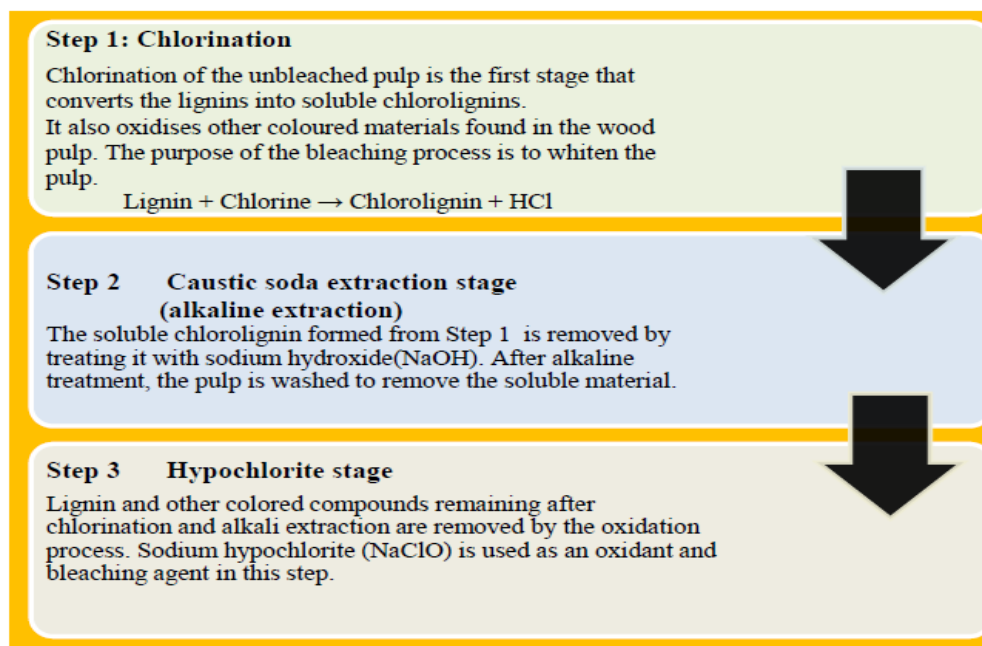 Step 1: Chlorination
Chlorination of the unbleached pulp is the first stage that
converts the lignins into soluble chlorolignins.
It also oxidises other coloured materials found in the wood
pulp. The purpose of the bleaching process is to whiten the
pulp.
Lignin + Chlorine → Chlorolignin + HCl
Step 2 Caustic soda extraction stage
(alkaline extraction)
The soluble chlorolignin formed from Step 1 is removed by
treating it with sodium hydroxide(NaOH). After alkaline
treatment, the pulp is washed to remove the soluble material.
Step 3 Hypochlorite stage
Lignin and other colored compounds remaining after
chlorination and alkali extraction are removed by the oxidation
process. Sodium hypochlorite (NaClO) is used as an oxidant and
bleaching agent in this step.